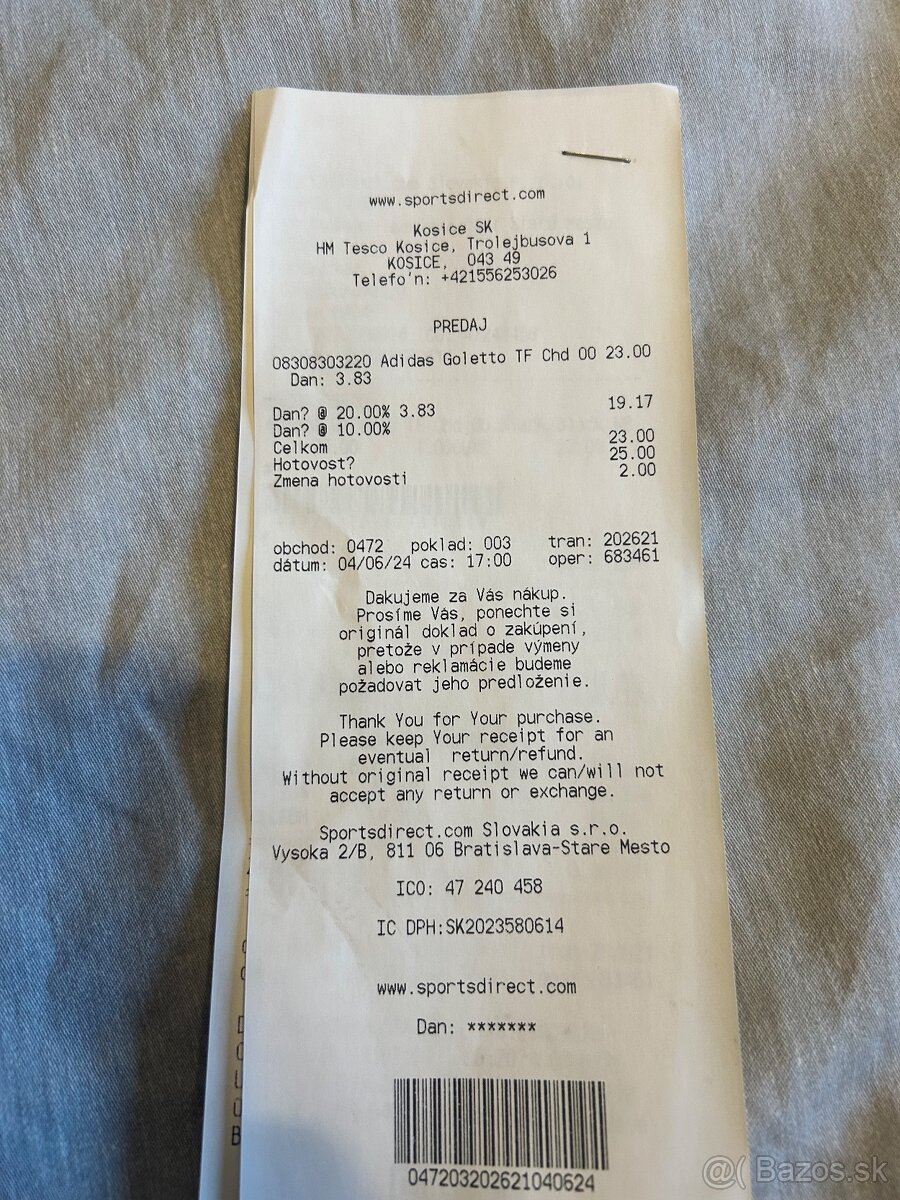 www.sportsdirect.com
Kosice SK
HM Tesco Kosice, Trolejbusova 1
KOSICE, 043 49
Telefo'n: +421556253026
PREDAJ
08308303220 Adidas Goletto TF Chd 00 23.00
Dan: 3.83
Dan? @ 20.00% 3.83 19.17
Dan? @ 10.00%
Celkom 23.00
Hotovost? 25.00
Zmena hotovosti 2.00
obchod: 0472 poklad: 003 tran: 202621
dátum: 04/06/24 cas: 17:00 oper: 683461
Dakujeme za Vás nákup.
Prosíme Vás, ponechte si
originál doklad o zakúpení,
pretože v prípade výmeny
alebo reklamácie budeme
požadovat jeho predloženie.
Thank You for Your purchase.
Please keep Your receipt for an
eventual return/refund.
Without original receipt we can/will not
accept any return or exchange.
Sportsdirect.com Slovakia s.r.o.
Vysoka 2/B, 811 06 Bratislava-Stare Mesto
ICO: 47 240 458
IC DPH:SK2023580614
www.sportsdirect.com
Dan: *******
047203202621040624
@( Bazos.sk